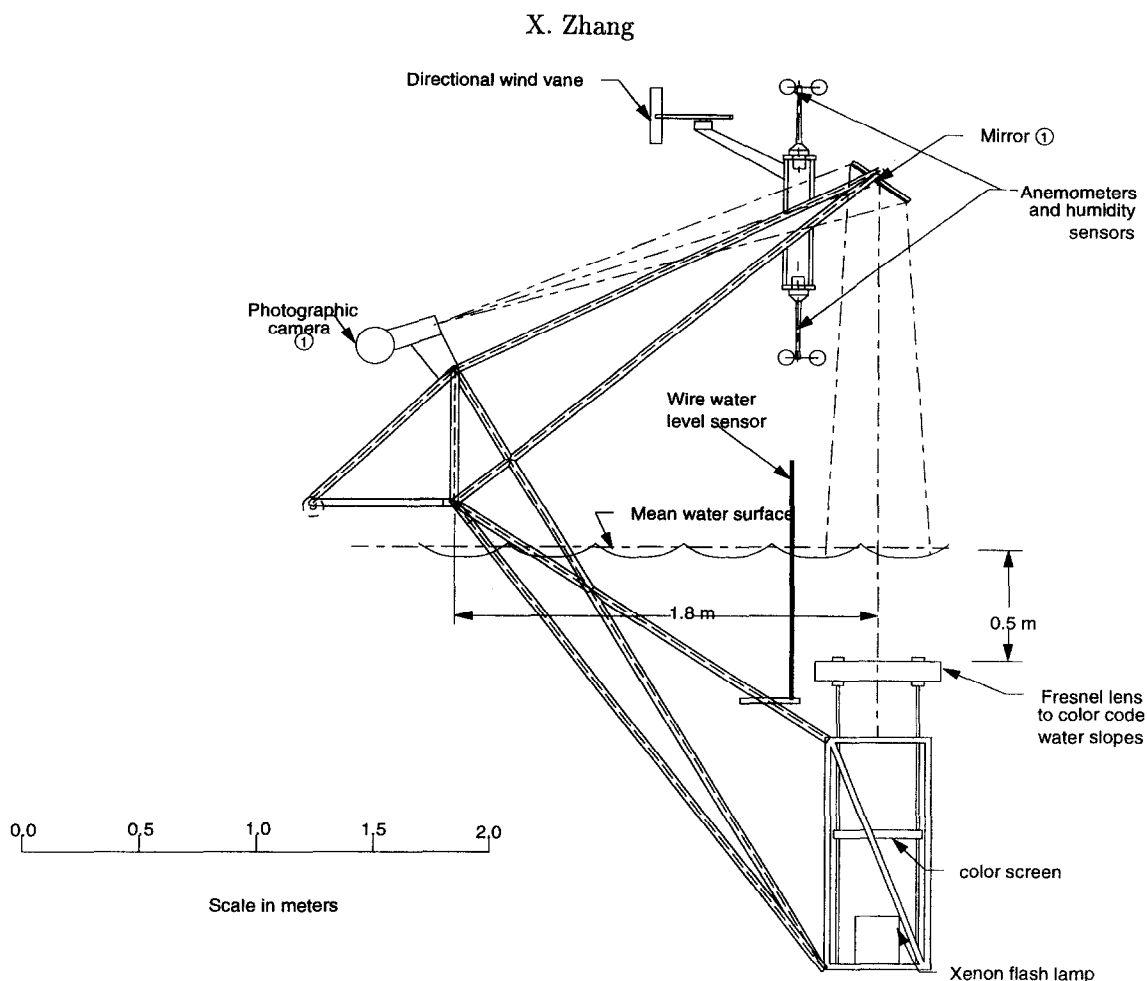 X. Zhang
Directional wind vane
Mirror ①
Anemometers
and humidity
sensors
Photographic
camera
①
Wire water
level sensor
Mean water surface
1.8 m
0.5 m
Fresnel lens
to color code
water slopes
0.0 0.5 1.0 1.5 2.0
color screen
Scale in meters
Xenon flash lamp